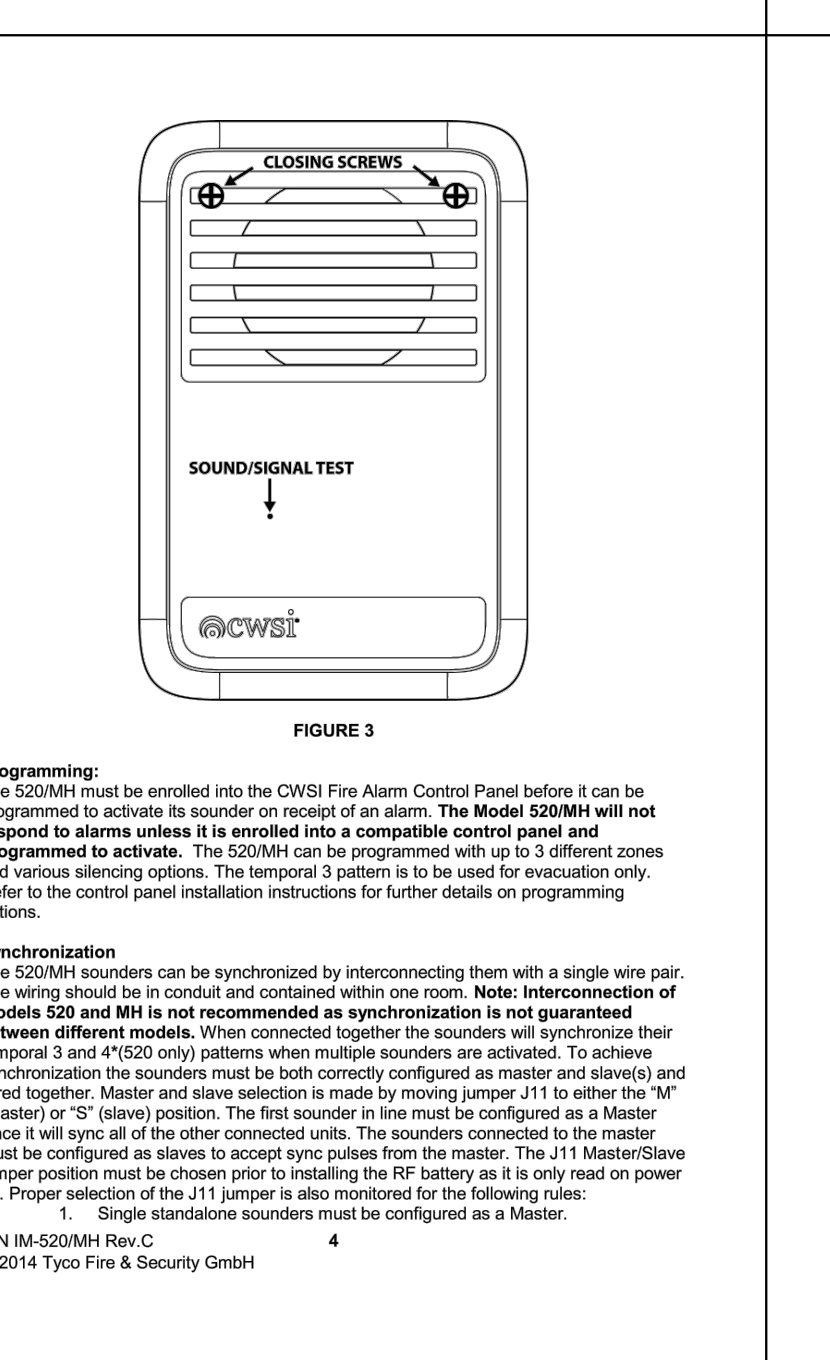 CLOSING SCREWS
SOUND/SIGNAL TEST
cwsi
FIGURE 3
ogramming:
e 520/MH must be enrolled into the CWSI Fire Alarm Control Panel before it can be
ogrammed to activate its sounder on receipt of an alarm. The Model 520/MH will not
spond to alarms unless it is enrolled into a compatible control panel and
ogrammed to activate. The 520/MH can be programmed with up to 3 different zones
d various silencing options. The temporal 3 pattern is to be used for evacuation only.
efer to the control panel installation instructions for further details on programming
tions.
nchronization
e 520/MH sounders can be synchronized by interconnecting them with a single wire pair.
e wiring should be in conduit and contained within one room. Note: Interconnection of
odels 520 and MH is not recommended as synchronization is not guaranteed
tween different models. When connected together the sounders will synchronize their
mporal 3 and 4*(520 only) patterns when multiple sounders are activated. To achieve
nchronization the sounders must be both correctly configured as master and slave(s) and
red together. Master and slave selection is made by moving jumper J11 to either the “M”
aster) or “S” (slave) position. The first sounder in line must be configured as a Master
nce it will sync all of the other connected units. The sounders connected to the master
ust be configured as slaves to accept sync pulses from the master. The J11 Master/Slave
mper position must be chosen prior to installing the RF battery as it is only read on power
. Proper selection of the J11 jumper is also monitored for the following rules:
1. Single standalone sounders must be configured as a Master.
N IM-520/MH Rev.C 4
2014 Tyco Fire & Security GmbH